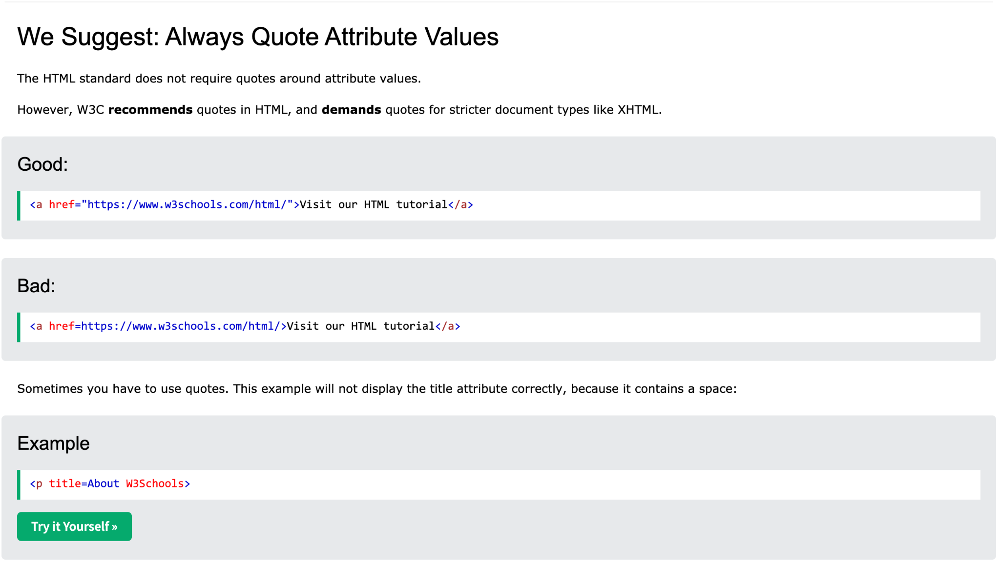 We Suggest: Always Quote Attribute Values
The HTML standard does not require quotes around attribute values.
However, W3C recommends quotes in HTML, and demands quotes for stricter document types like XHTML.
Good:
<a href="https://www.w3schools.com/html/">Visit our HTML tutorial</a>
Bad:
<a href=https://www.w3schools.com/html/>Visit our HTML tutorial</a>
Sometimes you have to use quotes. This example will not display the title attribute correctly, because it contains a space:
Example
<p title=About W3Schools>
Try it Yourself »